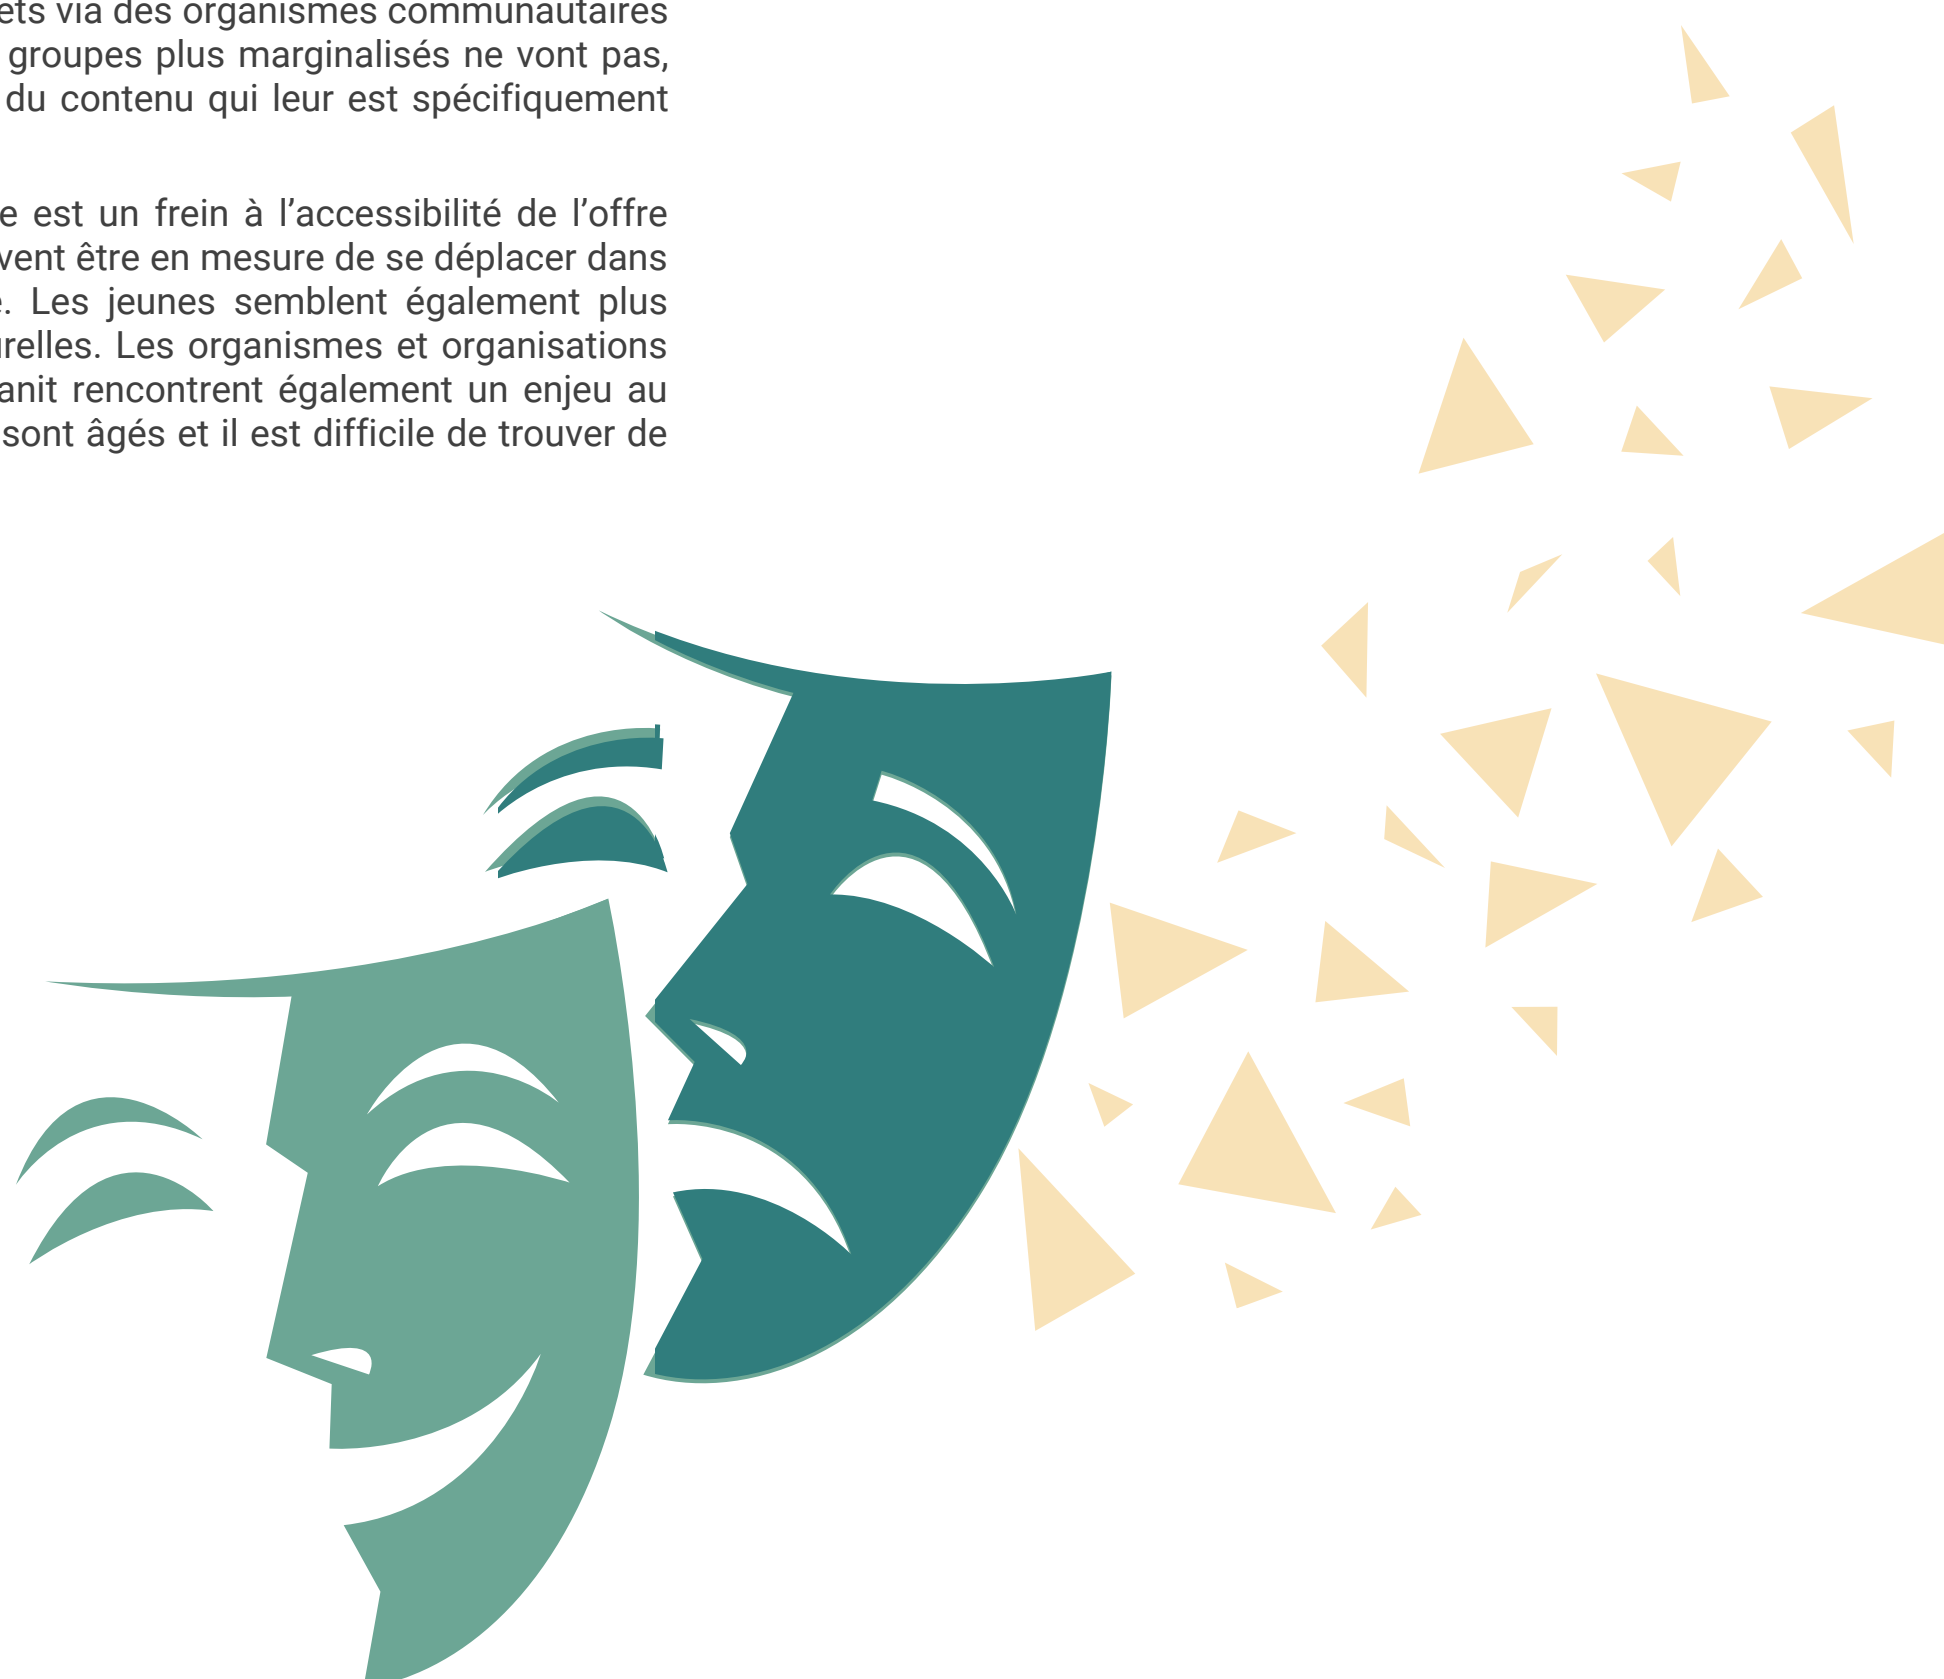 ets via des organismes communautaires
groupes plus marginalisés ne vont pas,
du contenu qui leur est spécifiquement
e est un frein à l’accessibilité de l’offre
vent être en mesure de se déplacer dans
. Les jeunes semblent également plus
relles. Les organismes et organisations
anit rencontrent également un enjeu au
sont âgés et il est difficile de trouver de